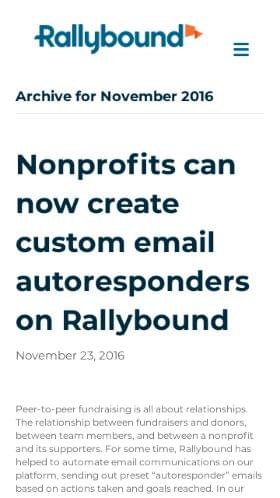 Rallybound
Archive for November 2016
Nonprofits can
now create
custom email
autoresponders
on Rallybound
November 23, 2016
Peer-to-peer fundraising is all about relationships.
The relationship between fundraisers and donors,
between team members, and between a nonprofit
and its supporters. For some time, Rallybound has
helped to automate email communications on our
platform, sending out preset “autoresponder” emails
based on actions taken and goals reached. In our